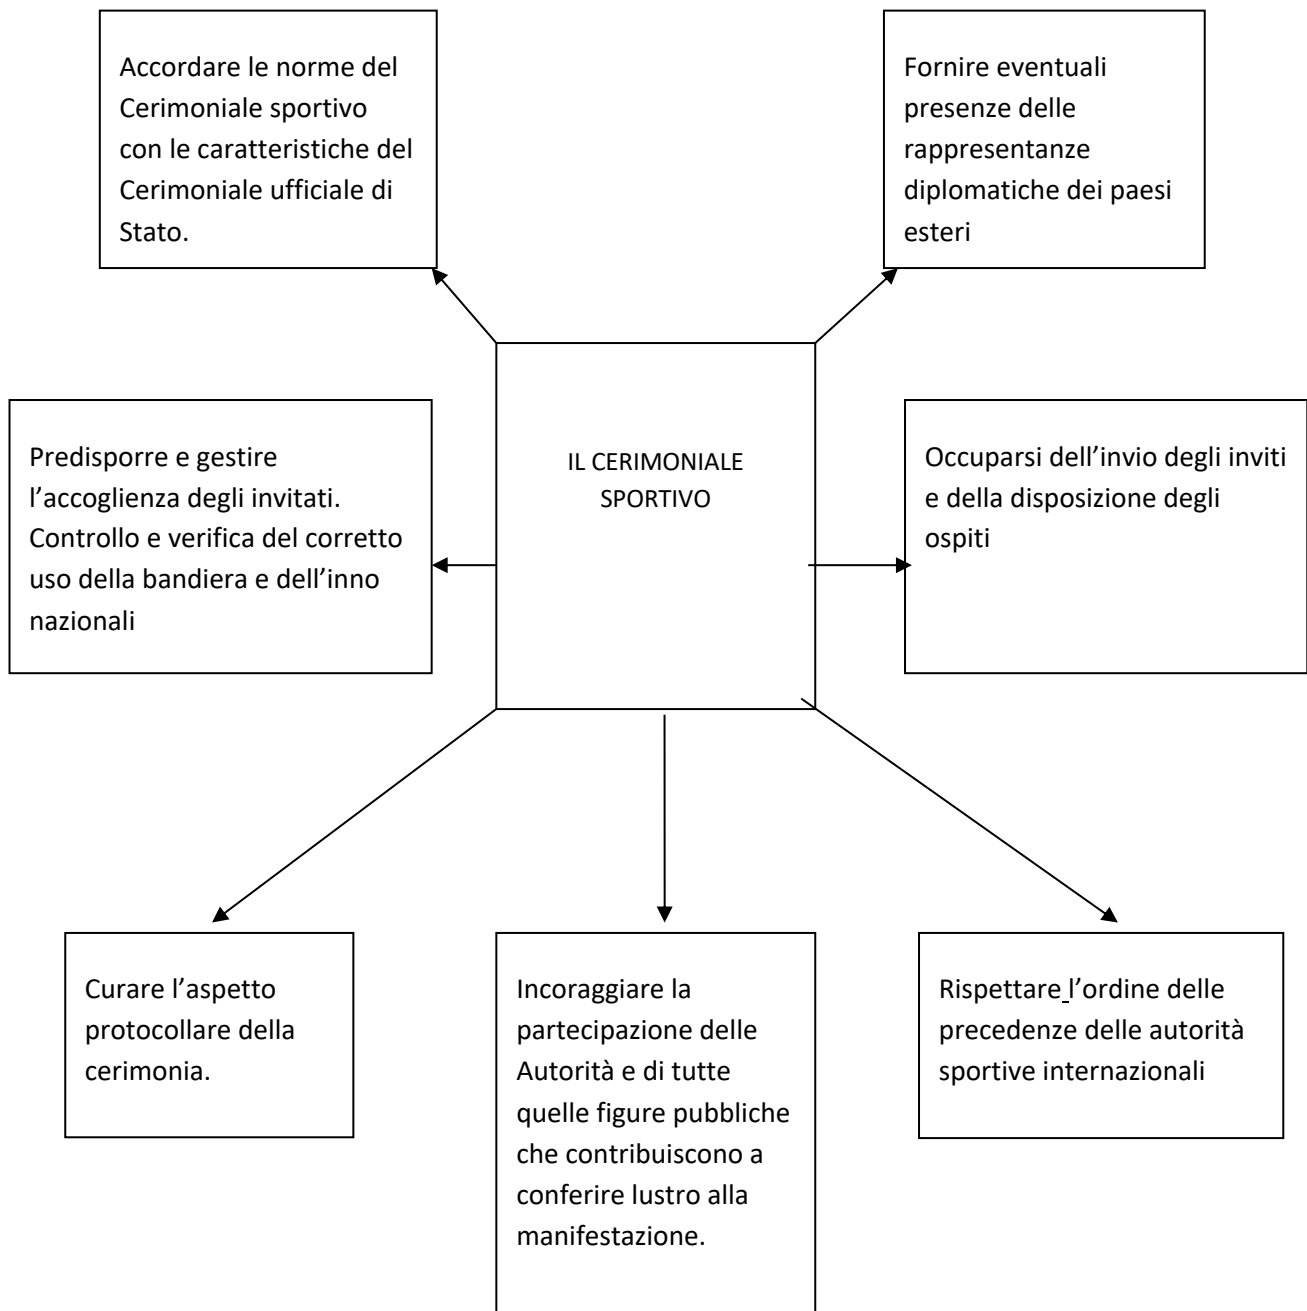 Accordare le norme del
Cerimoniale sportivo
con le caratteristiche del
Cerimoniale ufficiale di
Stato.
Fornire eventuali
presenze delle
rappresentanze
diplomatiche dei paesi
esteri
Predisporre e gestire
l’accoglienza degli invitati.
Controllo e verifica del corretto
uso della bandiera e dell’inno
nazionali
IL CERIMONIALE
SPORTIVO
Occuparsi dell’invio degli inviti
e della disposizione degli
ospiti
Curare l’aspetto
protocollare della
cerimonia.
Incoraggiare la
partecipazione delle
Autorità e di tutte
quelle figure pubbliche
che contribuiscono a
conferire lustro alla
manifestazione.
Rispettare l’ordine delle
precedenze delle autorità
sportive internazionali